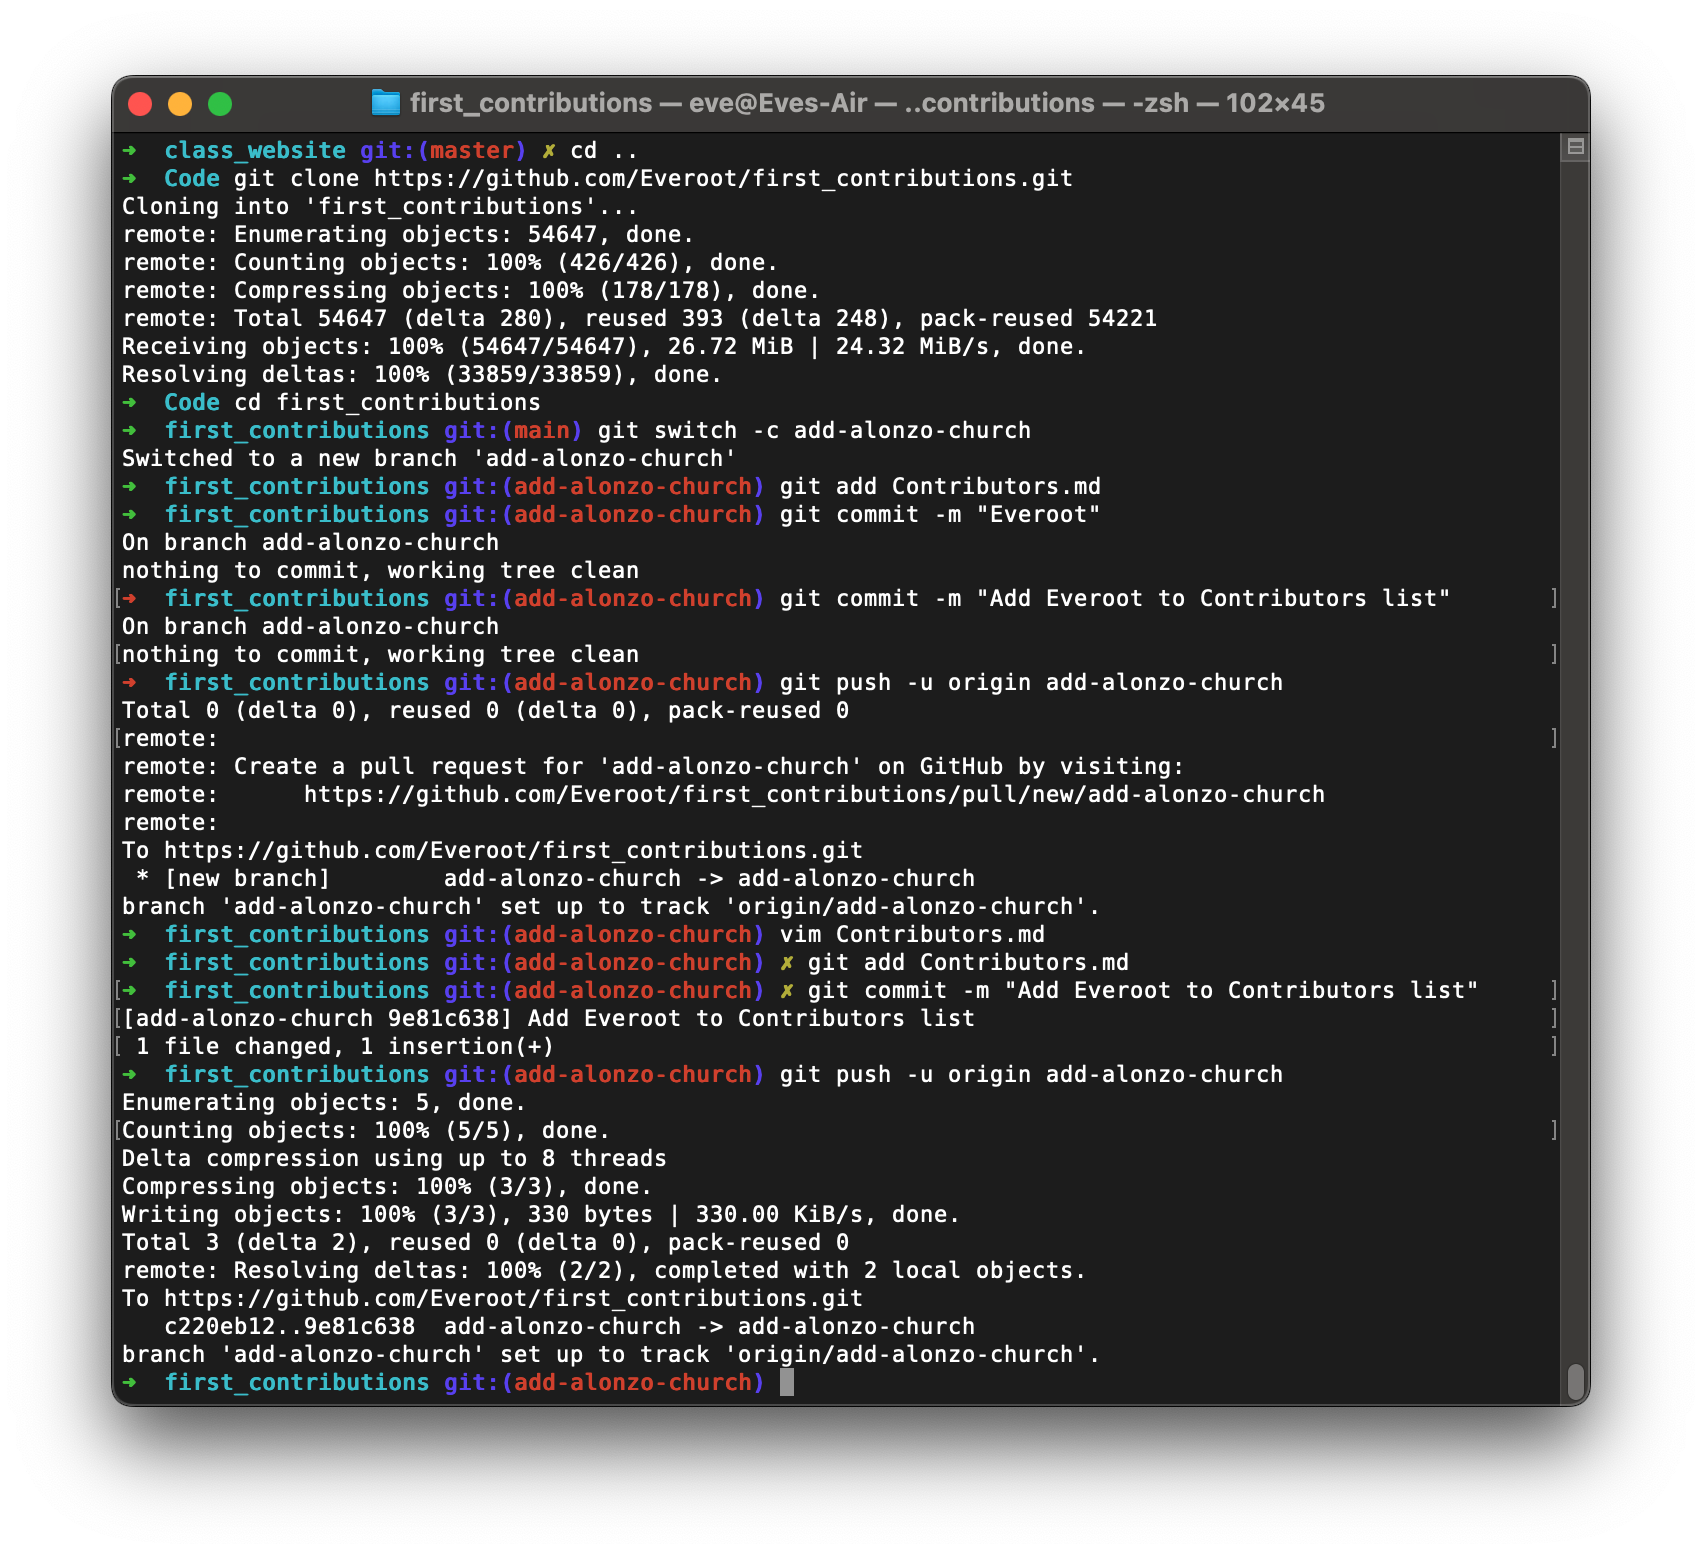 first_contributions — eve@Eves-Air — ..contributions — -zsh — 102×45
➜  class_website git:(master) ✗ cd ..
➜  Code git clone https://github.com/Everoot/first_contributions.git
Cloning into 'first_contributions'...
remote: Enumerating objects: 54647, done.
remote: Counting objects: 100% (426/426), done.
remote: Compressing objects: 100% (178/178), done.
remote: Total 54647 (delta 280), reused 393 (delta 248), pack-reused 54221
Receiving objects: 100% (54647/54647), 26.72 MiB | 24.32 MiB/s, done.
Resolving deltas: 100% (33859/33859), done.
➜  Code cd first_contributions
➜  first_contributions git:(main) git switch -c add-alonzo-church
Switched to a new branch 'add-alonzo-church'
➜  first_contributions git:(add-alonzo-church) git add Contributors.md
➜  first_contributions git:(add-alonzo-church) git commit -m "Everoot"
On branch add-alonzo-church
nothing to commit, working tree clean
[➜  first_contributions git:(add-alonzo-church) git commit -m "Add Everoot to Contributors list" ]
On branch add-alonzo-church
[nothing to commit, working tree clean ]
➜  first_contributions git:(add-alonzo-church) git push -u origin add-alonzo-church
Total 0 (delta 0), reused 0 (delta 0), pack-reused 0
[remote: ]
remote: Create a pull request for 'add-alonzo-church' on GitHub by visiting:
remote:      https://github.com/Everoot/first_contributions/pull/new/add-alonzo-church
remote:
To https://github.com/Everoot/first_contributions.git
 * [new branch]        add-alonzo-church -> add-alonzo-church
branch 'add-alonzo-church' set up to track 'origin/add-alonzo-church'.
➜  first_contributions git:(add-alonzo-church) vim Contributors.md
➜  first_contributions git:(add-alonzo-church) ✗ git add Contributors.md
[➜  first_contributions git:(add-alonzo-church) ✗ git commit -m "Add Everoot to Contributors list" ]
[[add-alonzo-church 9e81c638] Add Everoot to Contributors list ]
[ 1 file changed, 1 insertion(+) ]
➜  first_contributions git:(add-alonzo-church) git push -u origin add-alonzo-church
Enumerating objects: 5, done.
[Counting objects: 100% (5/5), done. ]
Delta compression using up to 8 threads
Compressing objects: 100% (3/3), done.
Writing objects: 100% (3/3), 330 bytes | 330.00 KiB/s, done.
Total 3 (delta 2), reused 0 (delta 0), pack-reused 0
remote: Resolving deltas: 100% (2/2), completed with 2 local objects.
To https://github.com/Everoot/first_contributions.git
   c220eb12..9e81c638  add-alonzo-church -> add-alonzo-church
branch 'add-alonzo-church' set up to track 'origin/add-alonzo-church'.
➜  first_contributions git:(add-alonzo-church)